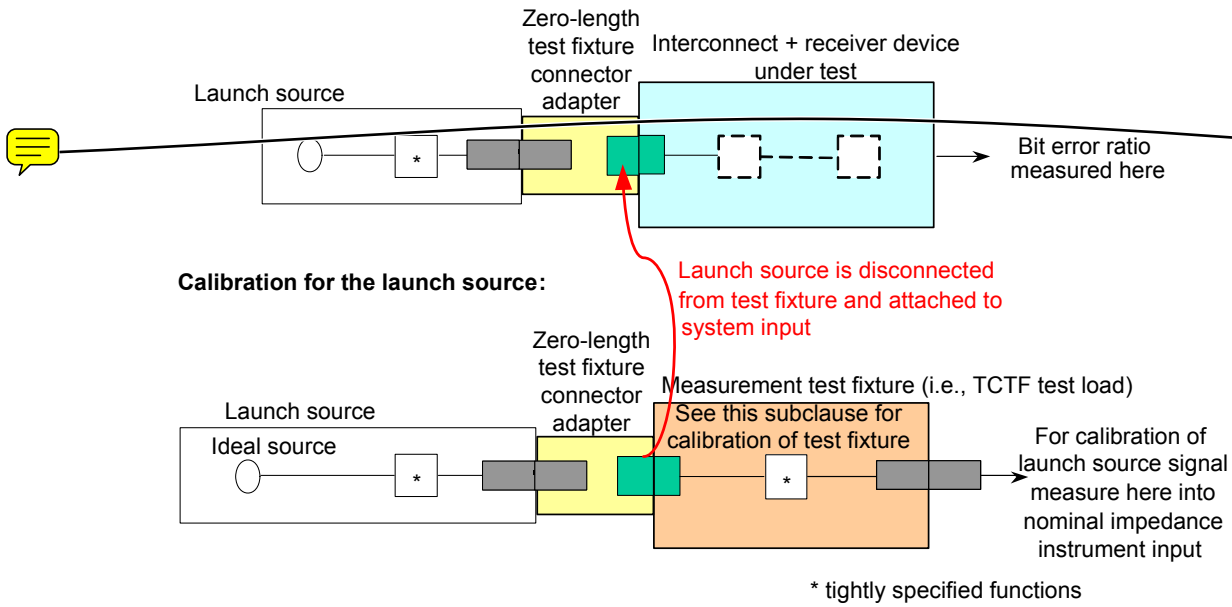 Zero-length
test fixture
connector
adapter
Interconnect + receiver device
under test
Launch source
*
Bit error ratio
measured here
Calibration for the launch source:
Launch source is disconnected
from test fixture and attached to
system input
Zero-length
test fixture
connector
adapter
Measurement test fixture (i.e., TCTF test load)
See this subclause for
calibration of test fixture
Launch source
Ideal source
*
*
For calibration of
launch source signal
measure here into
nominal impedance
instrument input
* tightly specified functions